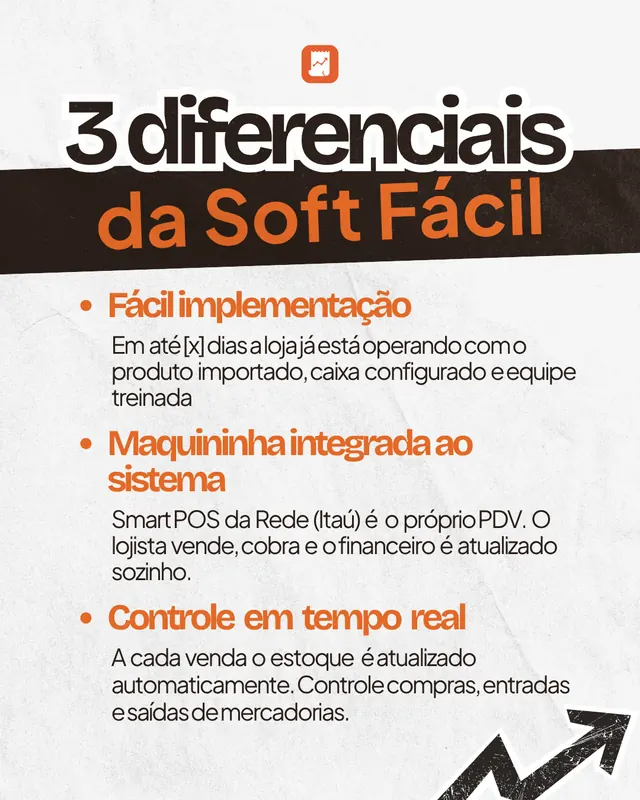 3 diferenciais
da Soft Fácil
• Fácil implementação
Em até [x] dias a loja já está operando com o
produto importado, caixa configurado e equipe
treinada
• Maquininha integrada ao
sistema
Smart POS da Rede (Itaú) é o próprio PDV. O
lojista vende, cobra e o financeiro é atualizado
sozinho.
• Controle em tempo real
A cada venda o estoque é atualizado
automaticamente. Controle compras, entradas
e saídas de mercadorias.